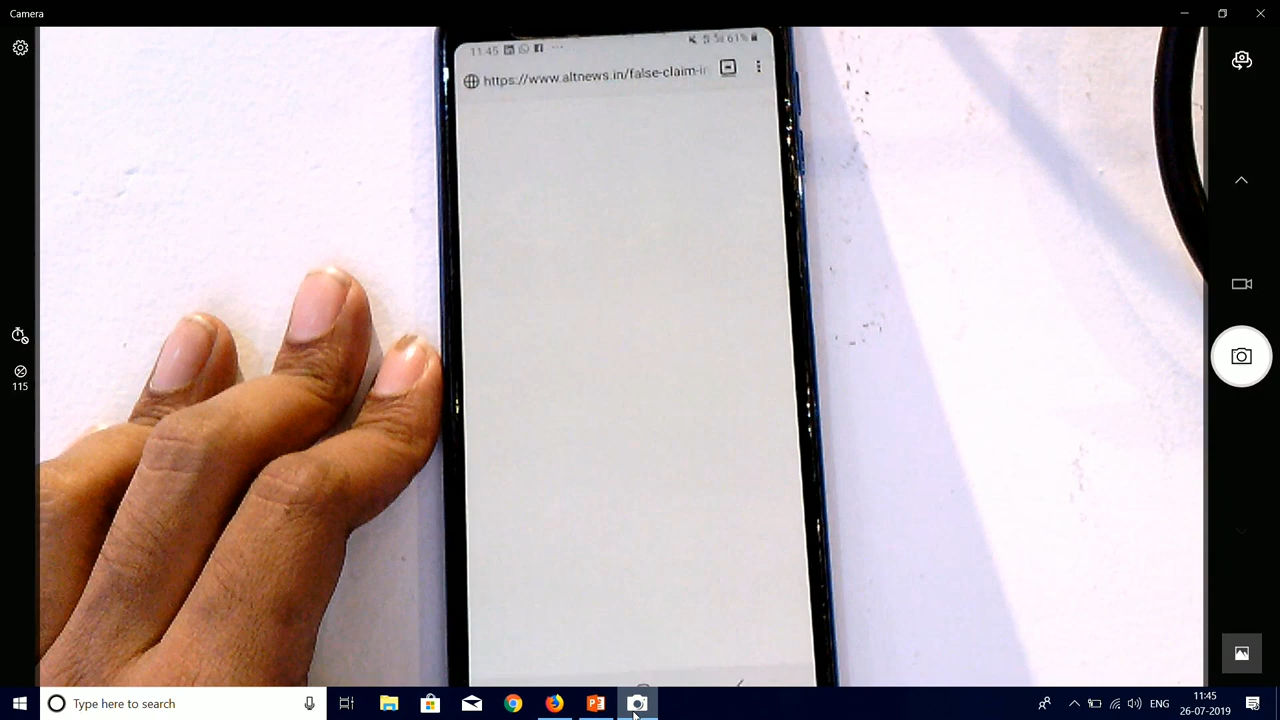 Camera
11:45
61%
https://www.altnews.in/false-claim-i
115
Type here to search
ENG
11:45
26-07-2019